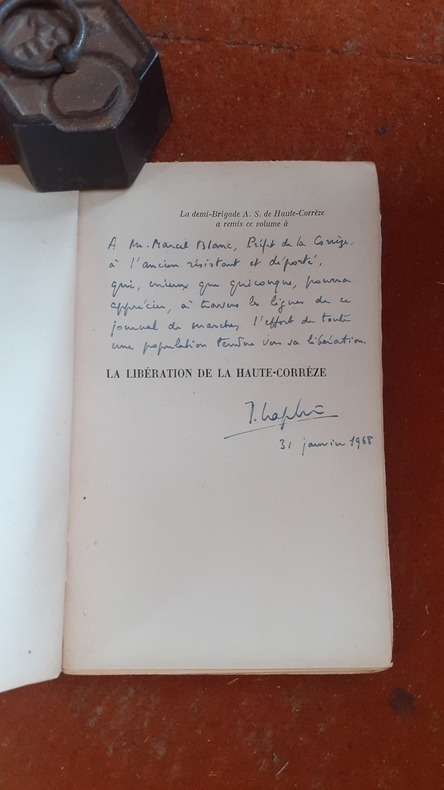 La demi-Brigade A. S. de Haute-Corrèze
a remis ce volume à
A M. Marcel Blanc, Préfet de la Corrèze,
à l'ancien résistant et déporté,
qui, mieux que quiconque, pourra
apprécier, à travers les lignes de ce
journal de marches, l'effort de toute
une population tendue vers sa libération.
LA LIBÉRATION DE LA HAUTE-CORRÈZE
31 janvier 1968